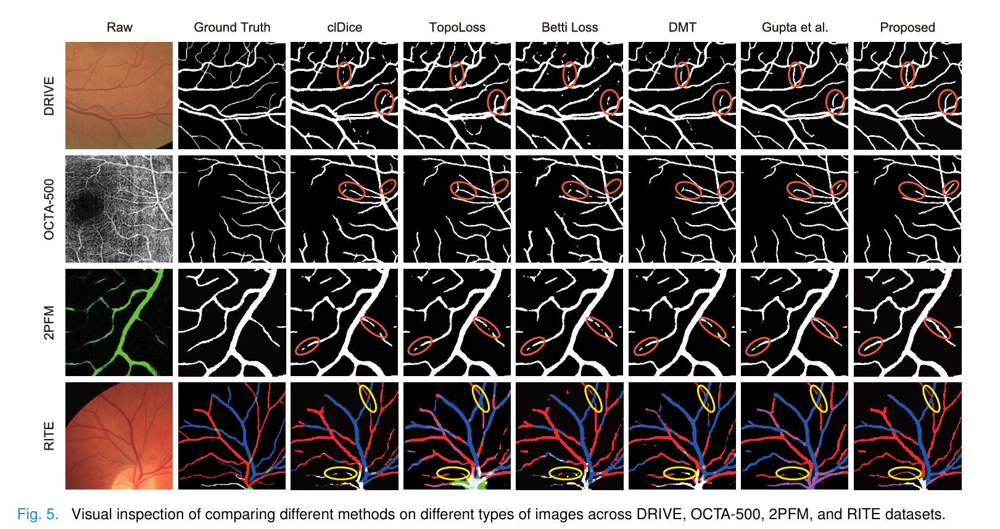 Raw Ground Truth clDice TopoLoss Betti Loss DMT Gupta et al. Proposed
DRIVE
OCTA-500
2PFM
RITE
Fig. 5. Visual inspection of comparing different methods on different types of images across DRIVE, OCTA-500, 2PFM, and RITE datasets.